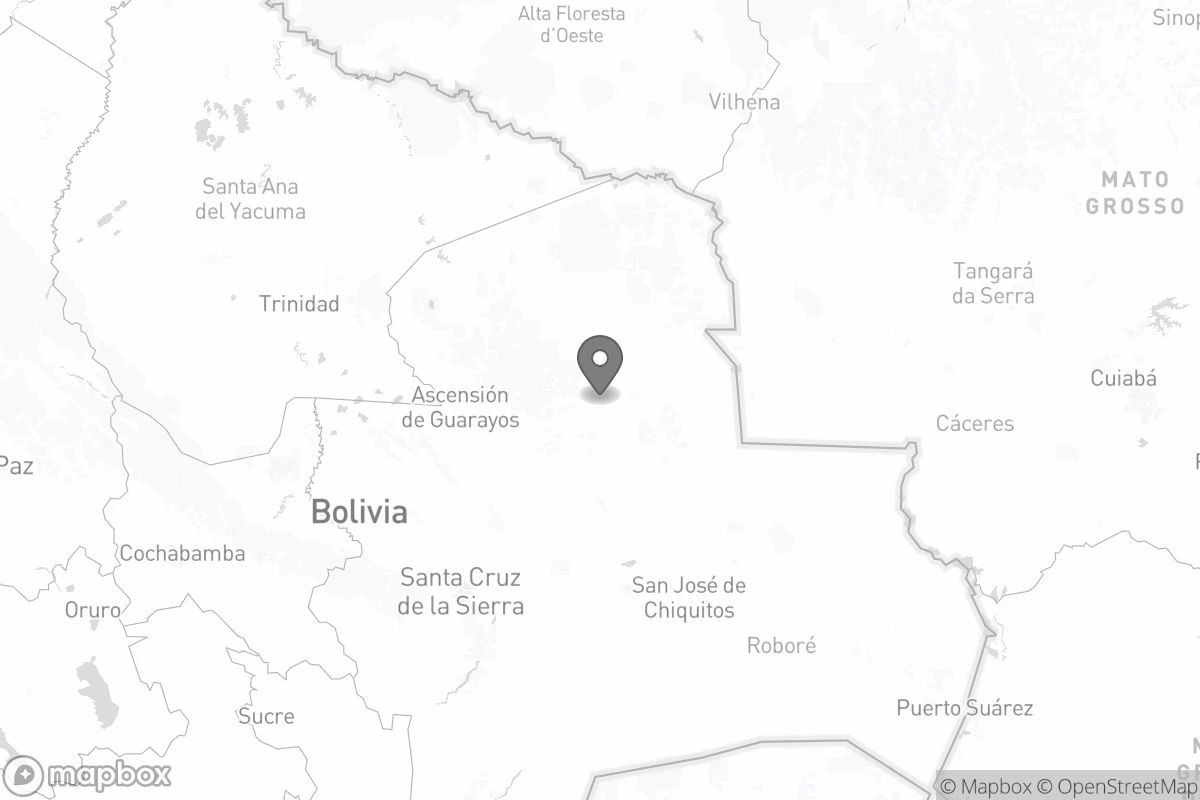 Alta Floresta
d'Oeste
Sinop
Vilhena
MATO
GROSSO
Santa Ana
del Yacuma
Tangará
da Serra
Trinidad
Cuiabá
Ascensión
de Guarayos
Cáceres
Paz
Bolivia
Cochabamba
Santa Cruz
de la Sierra
San José de
Chiquitos
Oruro
Roboré
Puerto Suárez
Sucre
mapbox
© Mapbox © OpenStreetMap